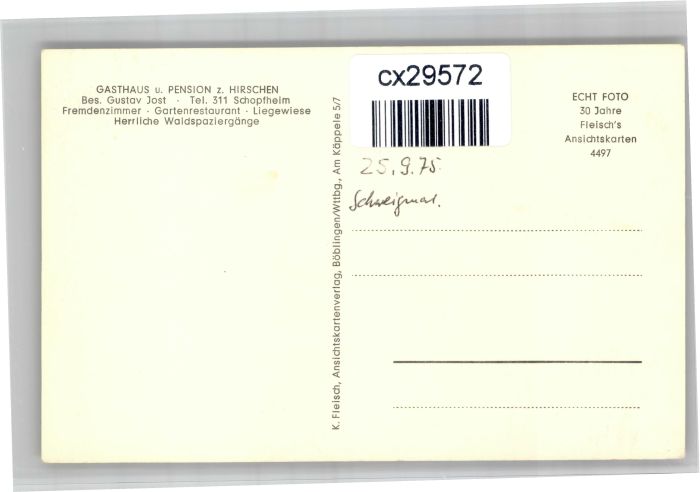 GASTHAUS u. PENSION z. HIRSCHEN
Bes. Gustav Jost · Tel. 311 Schopfheim
Fremdenzimmer · Gartenrestaurant · Liegewiese
Herrliche Waldspaziergänge
K. Fleisch, Ansichtskartenverlag, Böblingen/Wttbg., Am Käppele 5/7
cx29572
25.9.75.
Schweigmat.
ECHT FOTO
30 Jahre
Fleisch's
Ansichtskarten
4497